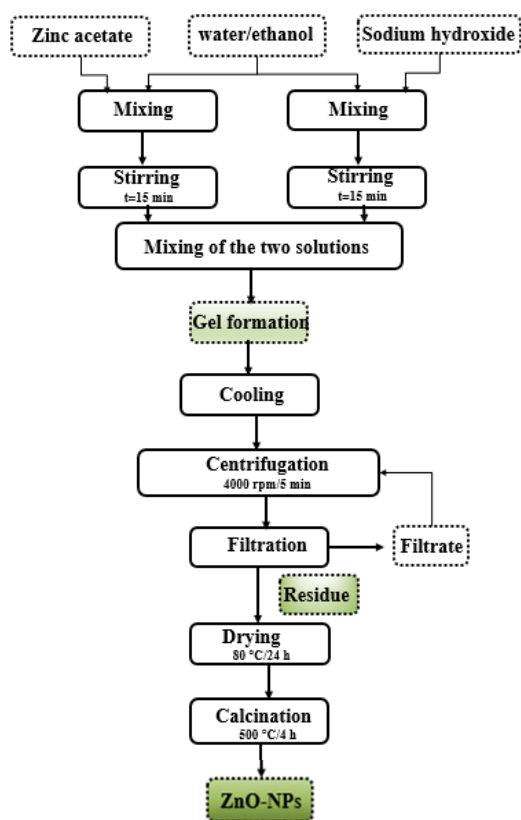 Zinc acetate
water/ethanol
Sodium hydroxide
Mixing
Mixing
Stirring
t=15 min
Stirring
t=15 min
Mixing of the two solutions
Gel formation
Cooling
Centrifugation
4000 rpm/5 min
Filtration
Filtrate
Residue
Drying
80 °C/24 h
Calcination
500 °C/4 h
ZnO-NPs